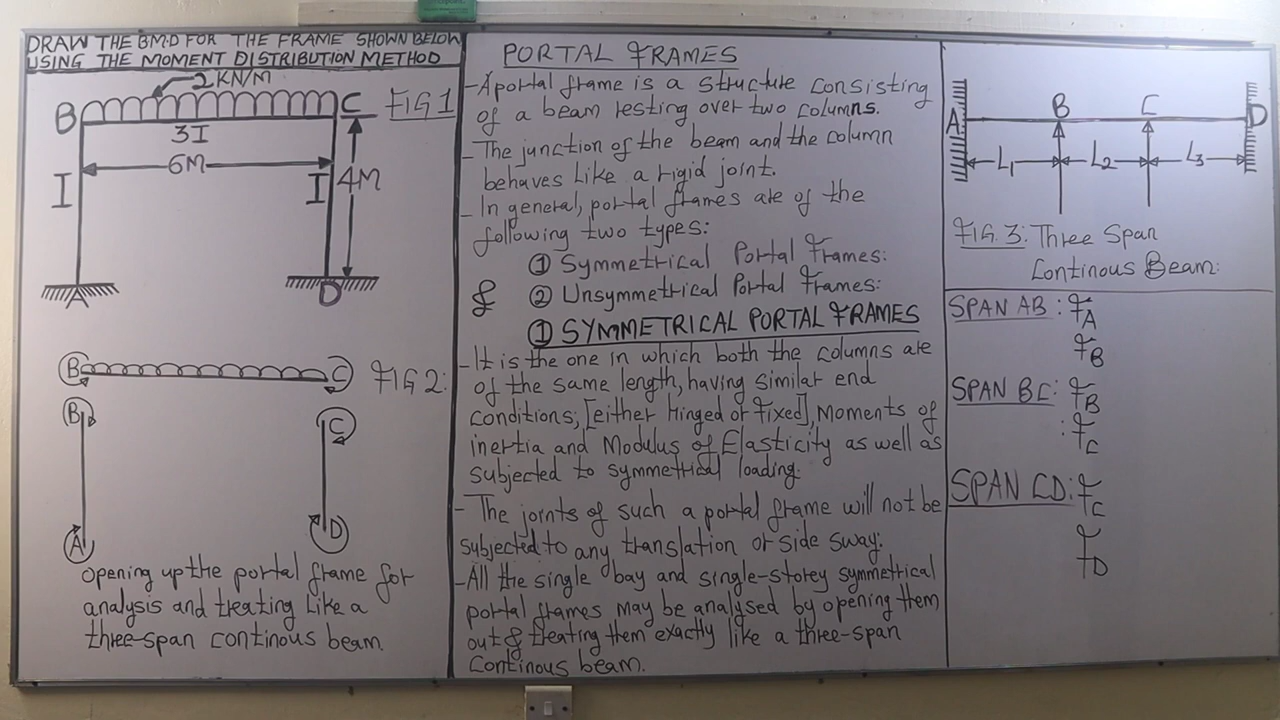 DRAW THE BMD FOR THE FRAME SHOWN BELOW
USING THE MOMENT DISTRIBUTION METHOD
2 KN/M
B
C
FIG 1
3I
6M
I
I
4M
A
D
B
C
FIG 2:
B
C
A
D
opening up the portal frame for
analysis and treating Like a
three-span continous beam
PORTAL FRAMES
- A portal frame is a structure consisting
of a beam resting over two columns.
- The junction of the beam and the column
behaves Like a rigid joint.
- In general, portal frames are of the
following two types:
① Symmetrical Portal Frames:
& ② Unsymmetrical Portal Frames:
① SYMMETRICAL PORTAL FRAMES
- It is the one in which both the columns are
of the same length, having similar end
conditions; [either Hinged or Fixed], Moments of
inertia and Modulus of Elasticity as well as
subjected to symmetrical loading:
- The joints of such a portal frame will not be
subjected to any translation or side sway:
- All the single bay and single-storey symmetrical
portal frames may be analysed by opening them
out & treating them exactly like a three-span
Continous beam.
A
B
C
D
L1
L2
L3
FIG. 3: Three Span
Continous Beam:
SPAN AB: FA
FB
SPAN BC: FB
: FC
SPAN CD: FC
FD